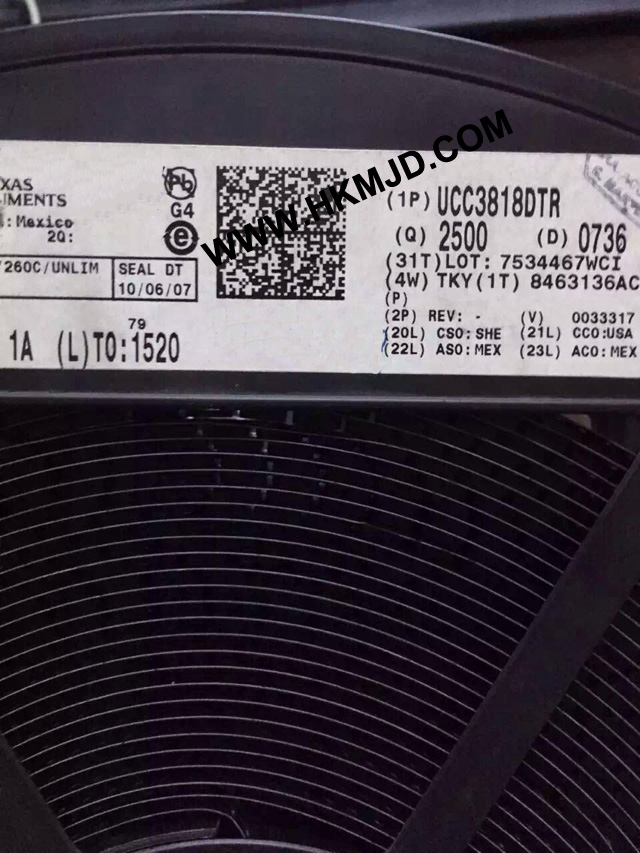 XAS
UMENTS
: Mexico
2Q:
/260C/UNLIM
SEAL DT
10/06/07
Pb
G4
e
WWW.HKMJD.COM
(1P) UCC3818DTR
(Q) 2500 (D) 0736
(31T)LOT: 7534467WCI
(4W) TKY(1T) 8463136AC
(P)
(2P) REV: - (V) 0033317
(20L) CSO:SHE (21L) CCO:USA
(22L) ASO:MEX (23L) ACO:MEX
79
1A (L)TO:1520